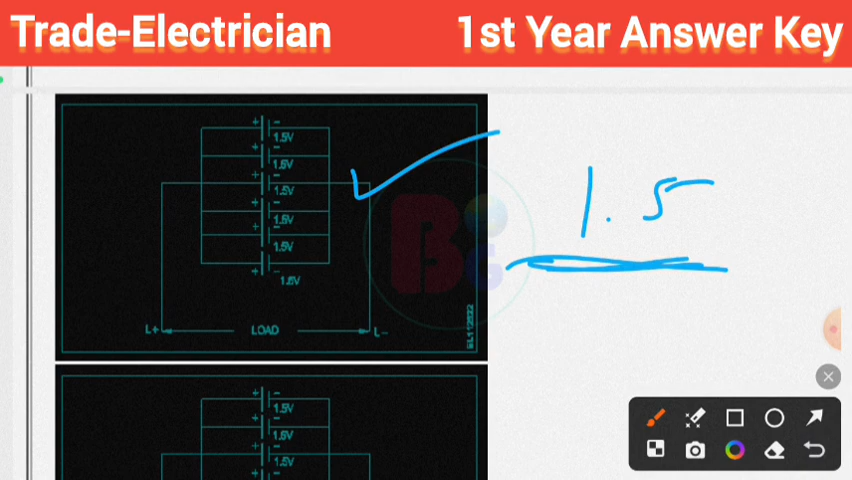 Trade-Electrician 1st Year Answer Key
+ -
1.5V
+ -
1.5V
+ -
1.5V
+ -
1.5V
+ -
1.5V
+ -
1.5V
L+ LOAD L-
EL112522
1.5
+ -
1.5V
+ -
1.5V
+ -
1.5V
+ -